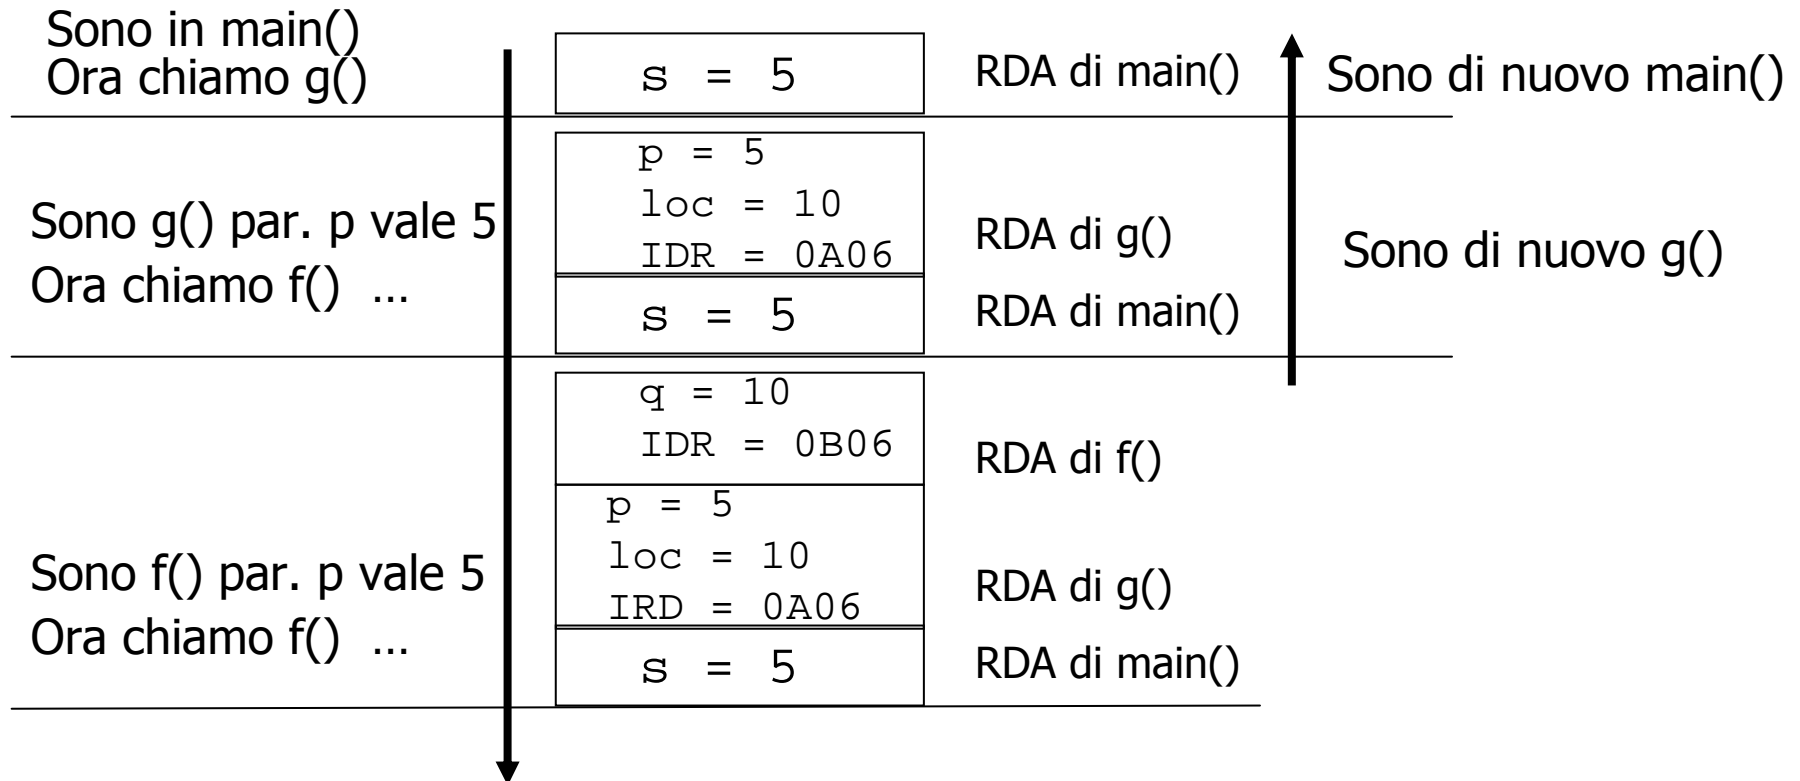 Sono in main()
Ora chiamo g()
s = 5
RDA di main()
Sono di nuovo main()
Sono g() par. p vale 5
Ora chiamo f() ...
p = 5
loc = 10
IDR = 0A06
RDA di g()
s = 5
RDA di main()
Sono di nuovo g()
Sono f() par. p vale 5
Ora chiamo f() ...
q = 10
IDR = 0B06
RDA di f()
p = 5
loc = 10
IRD = 0A06
RDA di g()
s = 5
RDA di main()